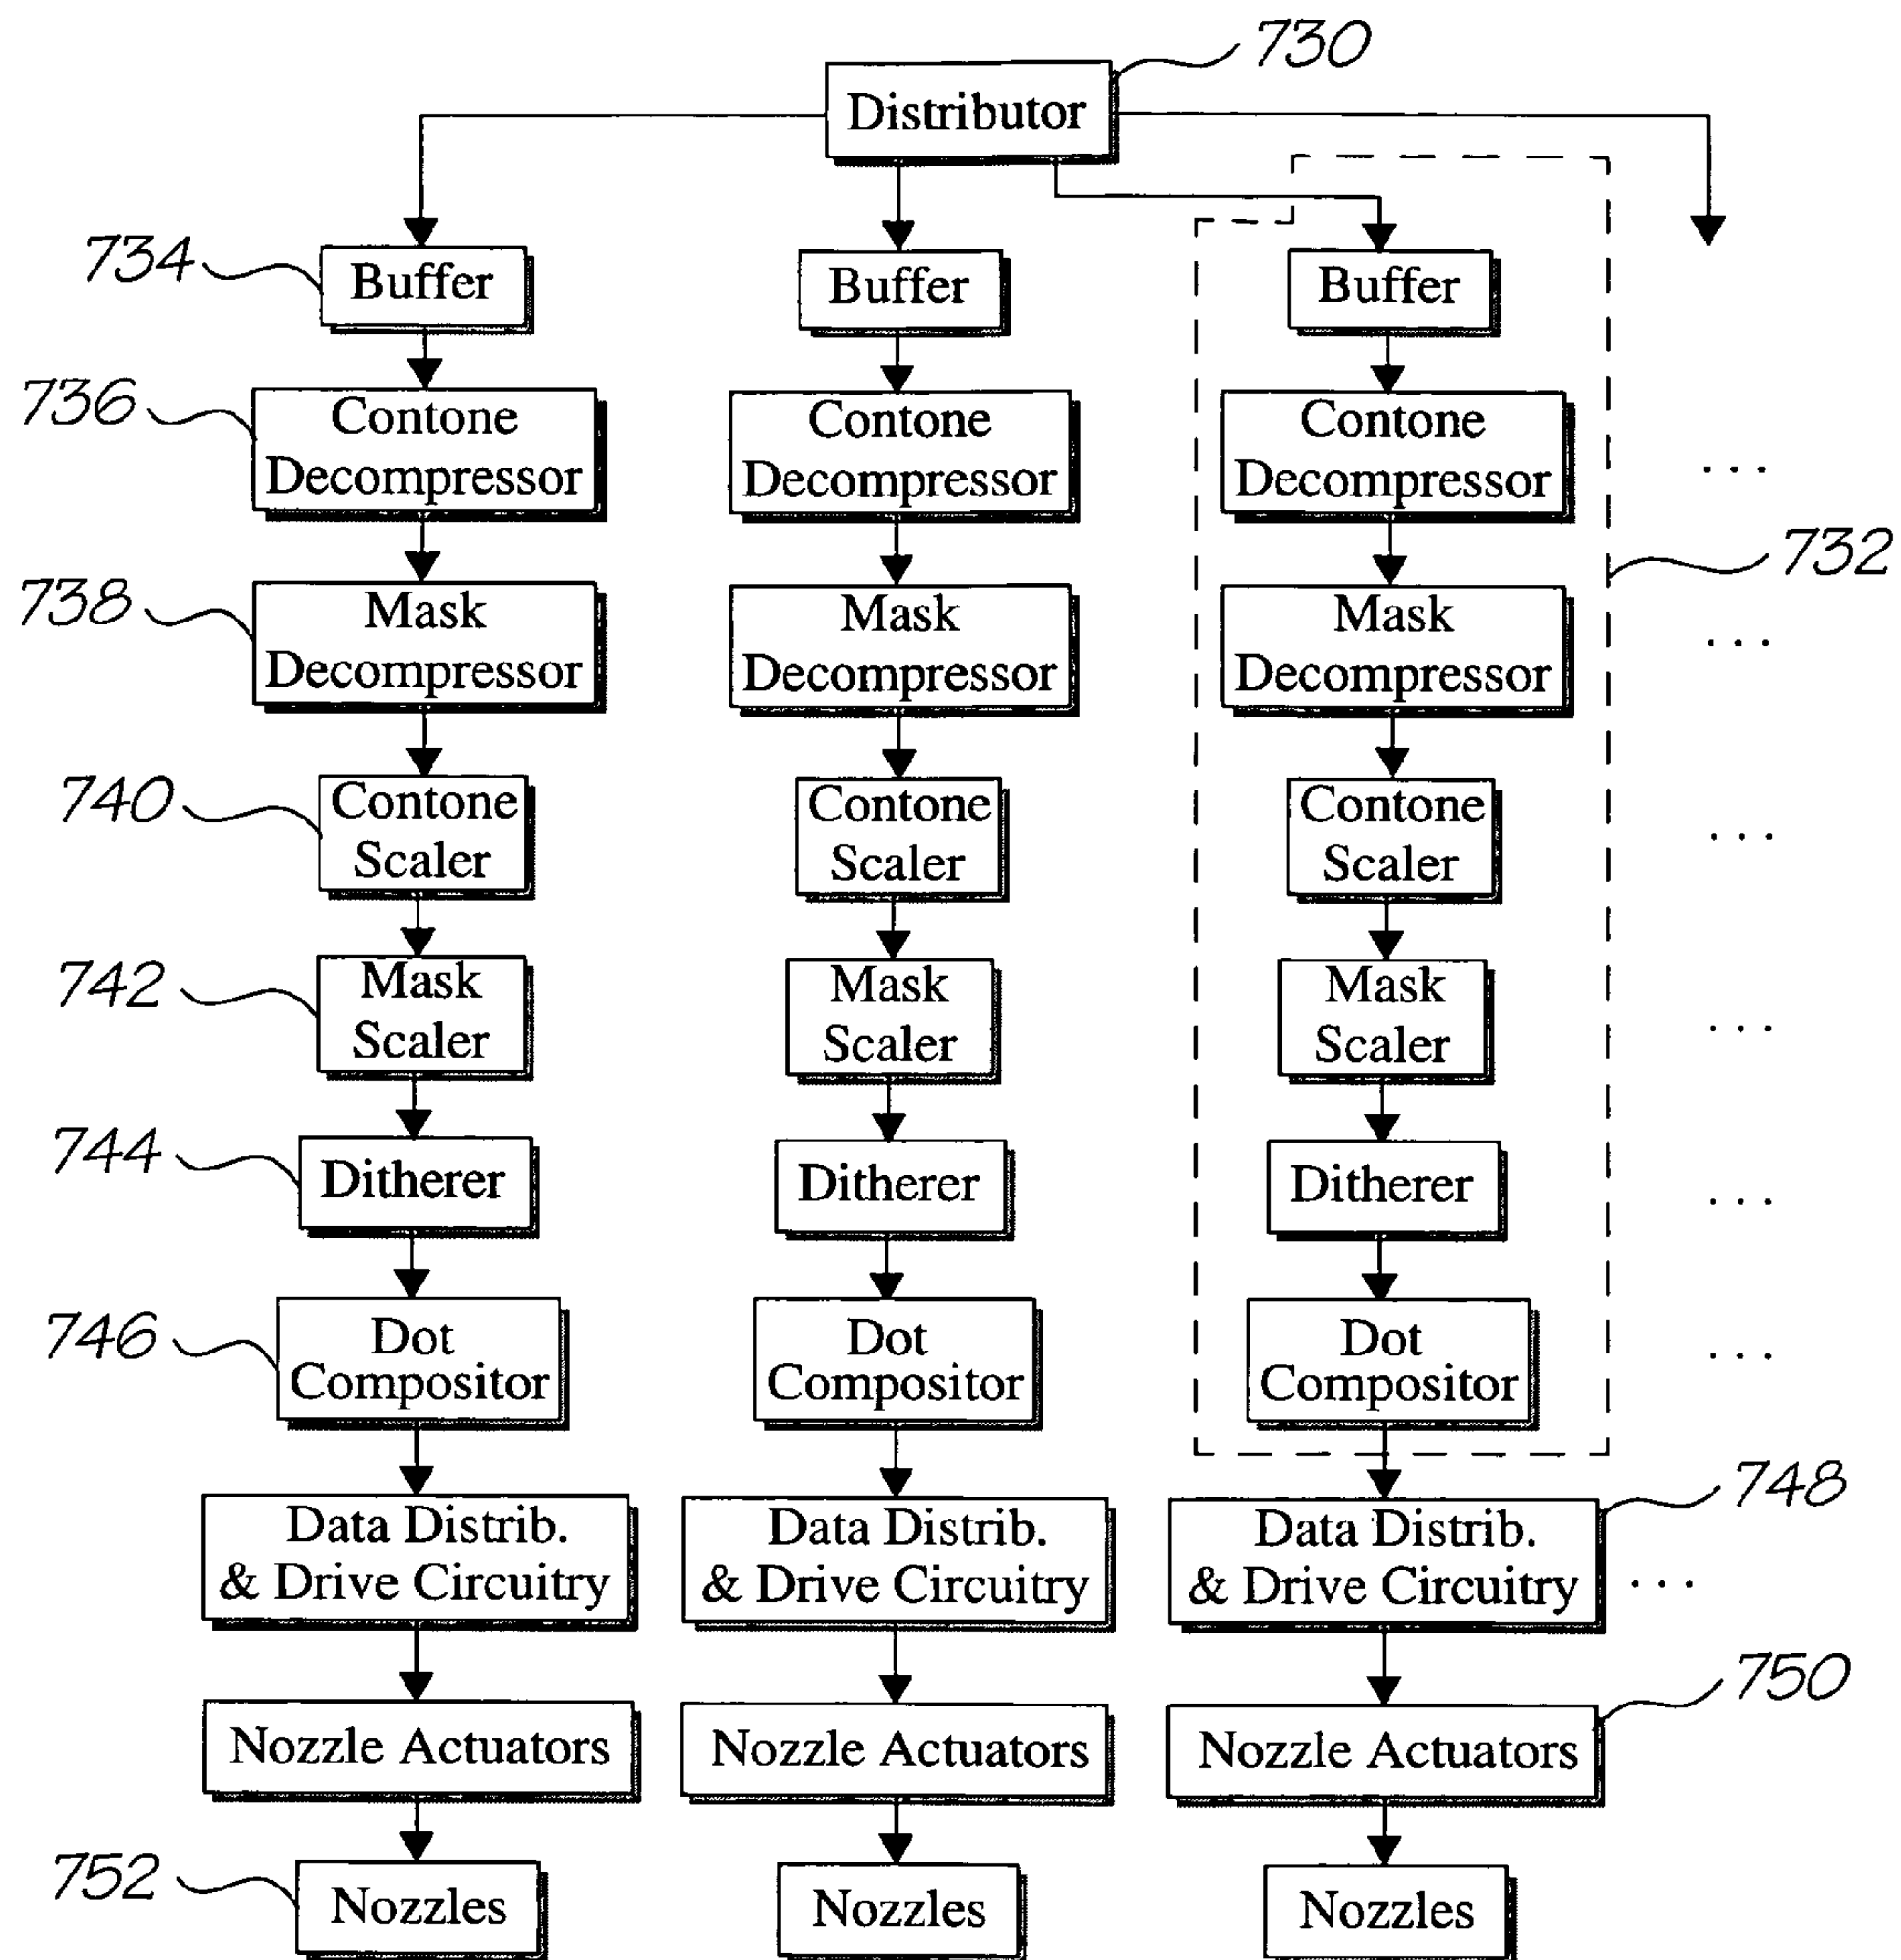 730
Distributor
734
Buffer
Buffer
Buffer
736
Contone
Decompressor
Contone
Decompressor
Contone
Decompressor
...
732
738
Mask
Decompressor
Mask
Decompressor
Mask
Decompressor
...
740
Contone
Scaler
Contone
Scaler
Contone
Scaler
...
742
Mask
Scaler
Mask
Scaler
Mask
Scaler
...
744
Ditherer
Ditherer
Ditherer
...
746
Dot
Compositor
Dot
Compositor
Dot
Compositor
...
748
Data Distrib.
& Drive Circuitry
Data Distrib.
& Drive Circuitry
Data Distrib.
& Drive Circuitry
...
750
Nozzle Actuators
Nozzle Actuators
Nozzle Actuators
752
Nozzles
Nozzles
Nozzles